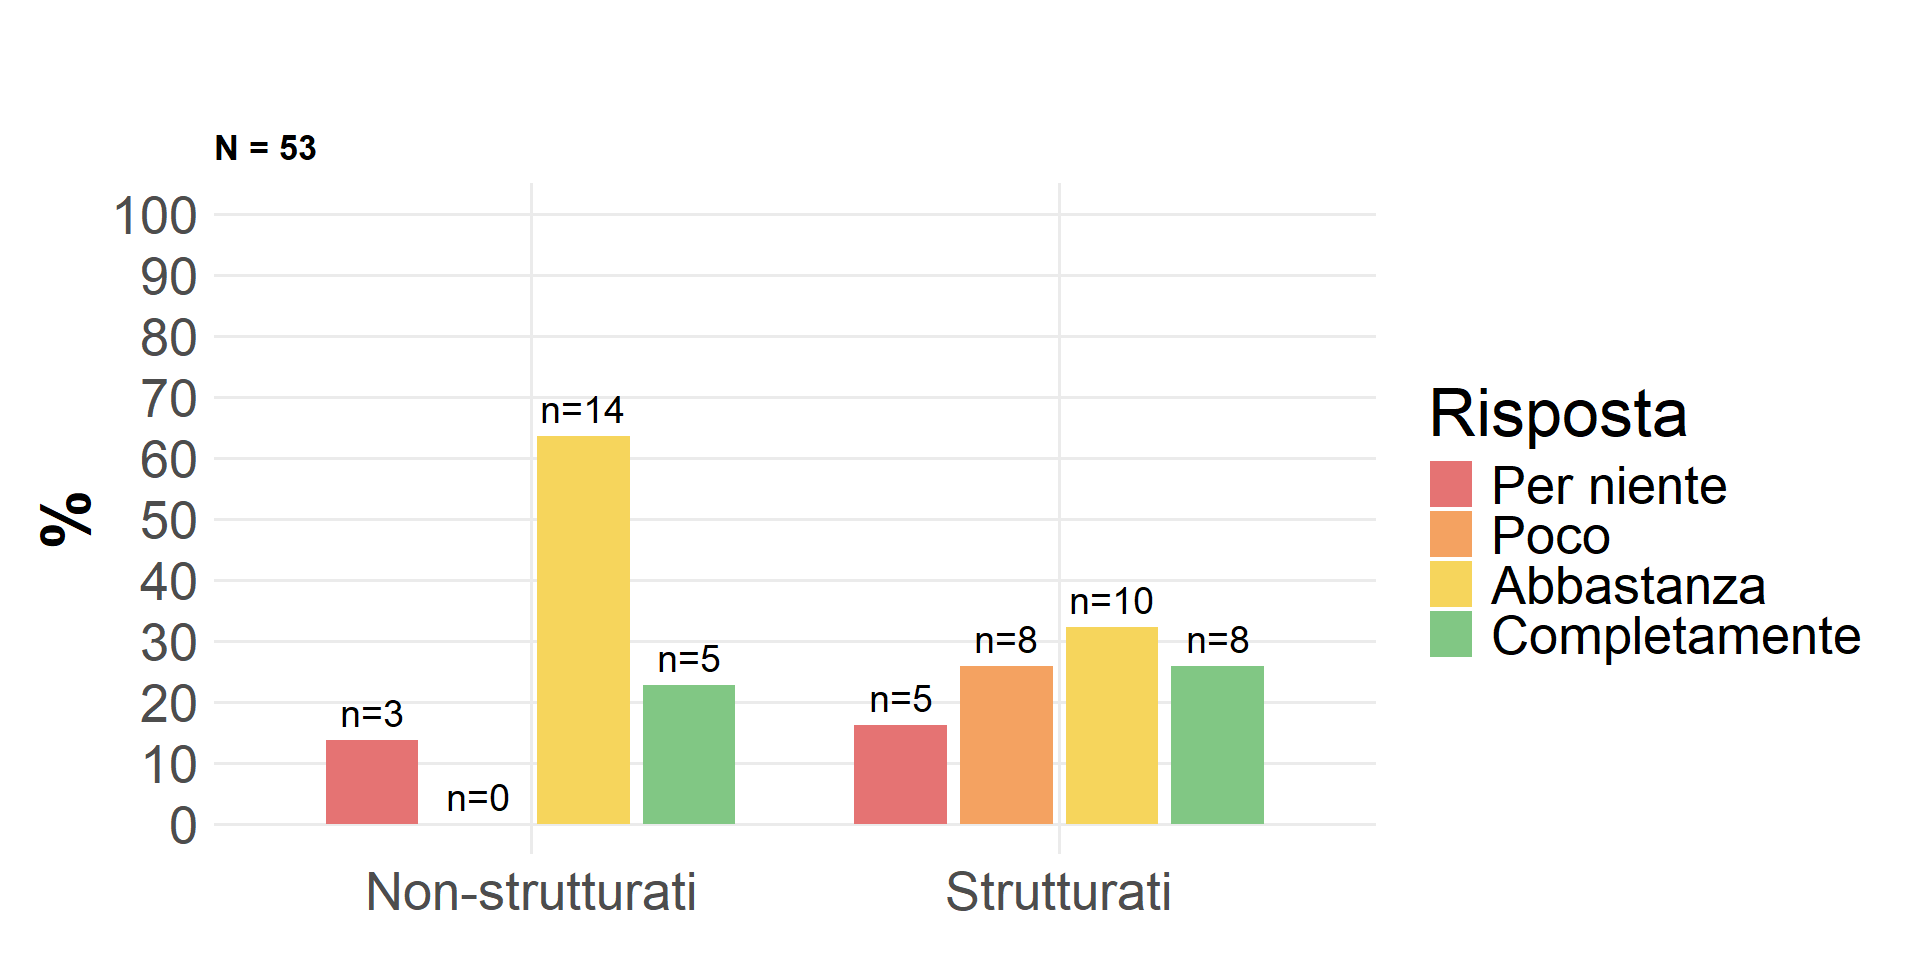 N = 53
100
90
80
70
60
50
40
30
20
10
0
%
n=3
n=0
n=14
n=5
n=5
n=8
n=10
n=8
Non-strutturati
Strutturati
Risposta
Per niente
Poco
Abbastanza
Completamente